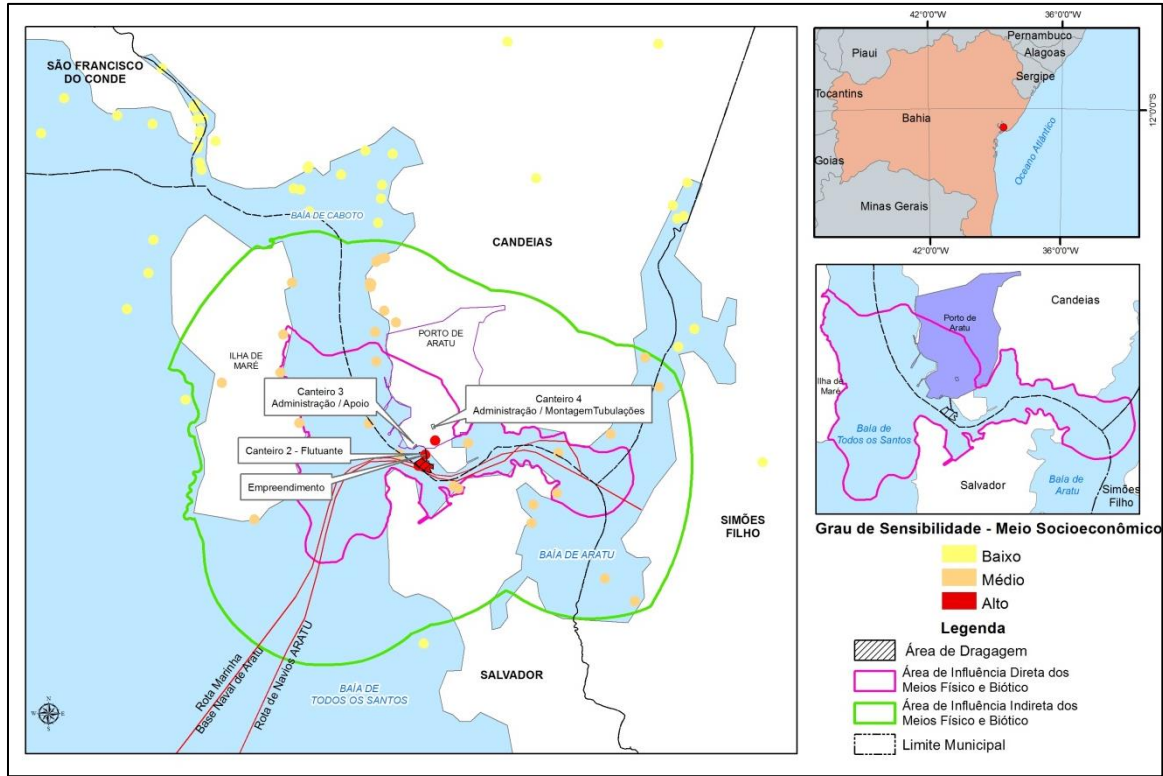 SÃO FRANCISCO
DO CONDE
BAÍA DE CABOTO
CANDEIAS
ILHA DE
MARÉ
PORTO DE
ARATU
Canteiro 3
Administração / Apoio
Canteiro 4
Administração / MontagemTubulações
Canteiro 2 - Flutuante
Empreendimento
SIMÕES
FILHO
BAÍA DE ARATU
SALVADOR
BAÍA DE
TODOS OS SANTOS
Rota Marinha
Base Naval de Aratu
Rota de Navios ARATU
N
W
E
S
42°0'0"W
36°0'0"W
Pernambuco
Piaui
Alagoas
Sergipe
Tocantins
Bahia
12°0'0"S
Goias
Oceano Atlântico
Minas Gerais
42°0'0"W
36°0'0"W
Candeias
Porto de
Aratu
Ilha de
Maré
Baía de
Todos os Santos
Salvador
Baía de
Aratu
Simões
Filho
Grau de Sensibilidade - Meio Socioeconômico
Baixo
Médio
Alto
Legenda
Área de Dragagem
Área de Influência Direta dos
Meios Físico e Biótico
Área de Influência Indireta dos
Meios Físico e Biótico
Limite Municipal